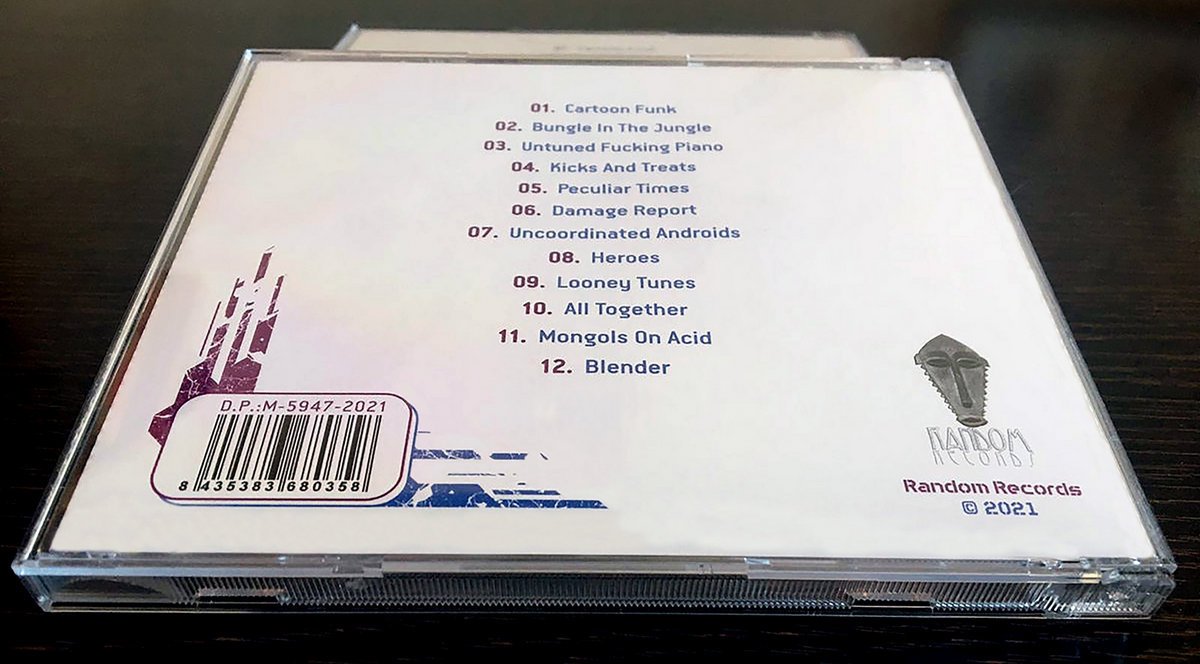 01. Cartoon Funk
02. Bungle In The Jungle
03. Untuned Fucking Piano
04. Kicks And Treats
05. Peculiar Times
06. Damage Report
07. Uncoordinated Androids
08. Heroes
09. Looney Tunes
10. All Together
11. Mongols On Acid
12. Blender
D.P.:M-5947-2021
8 435383 680358
RANDOM
RECORDS
Random Records
© 2021